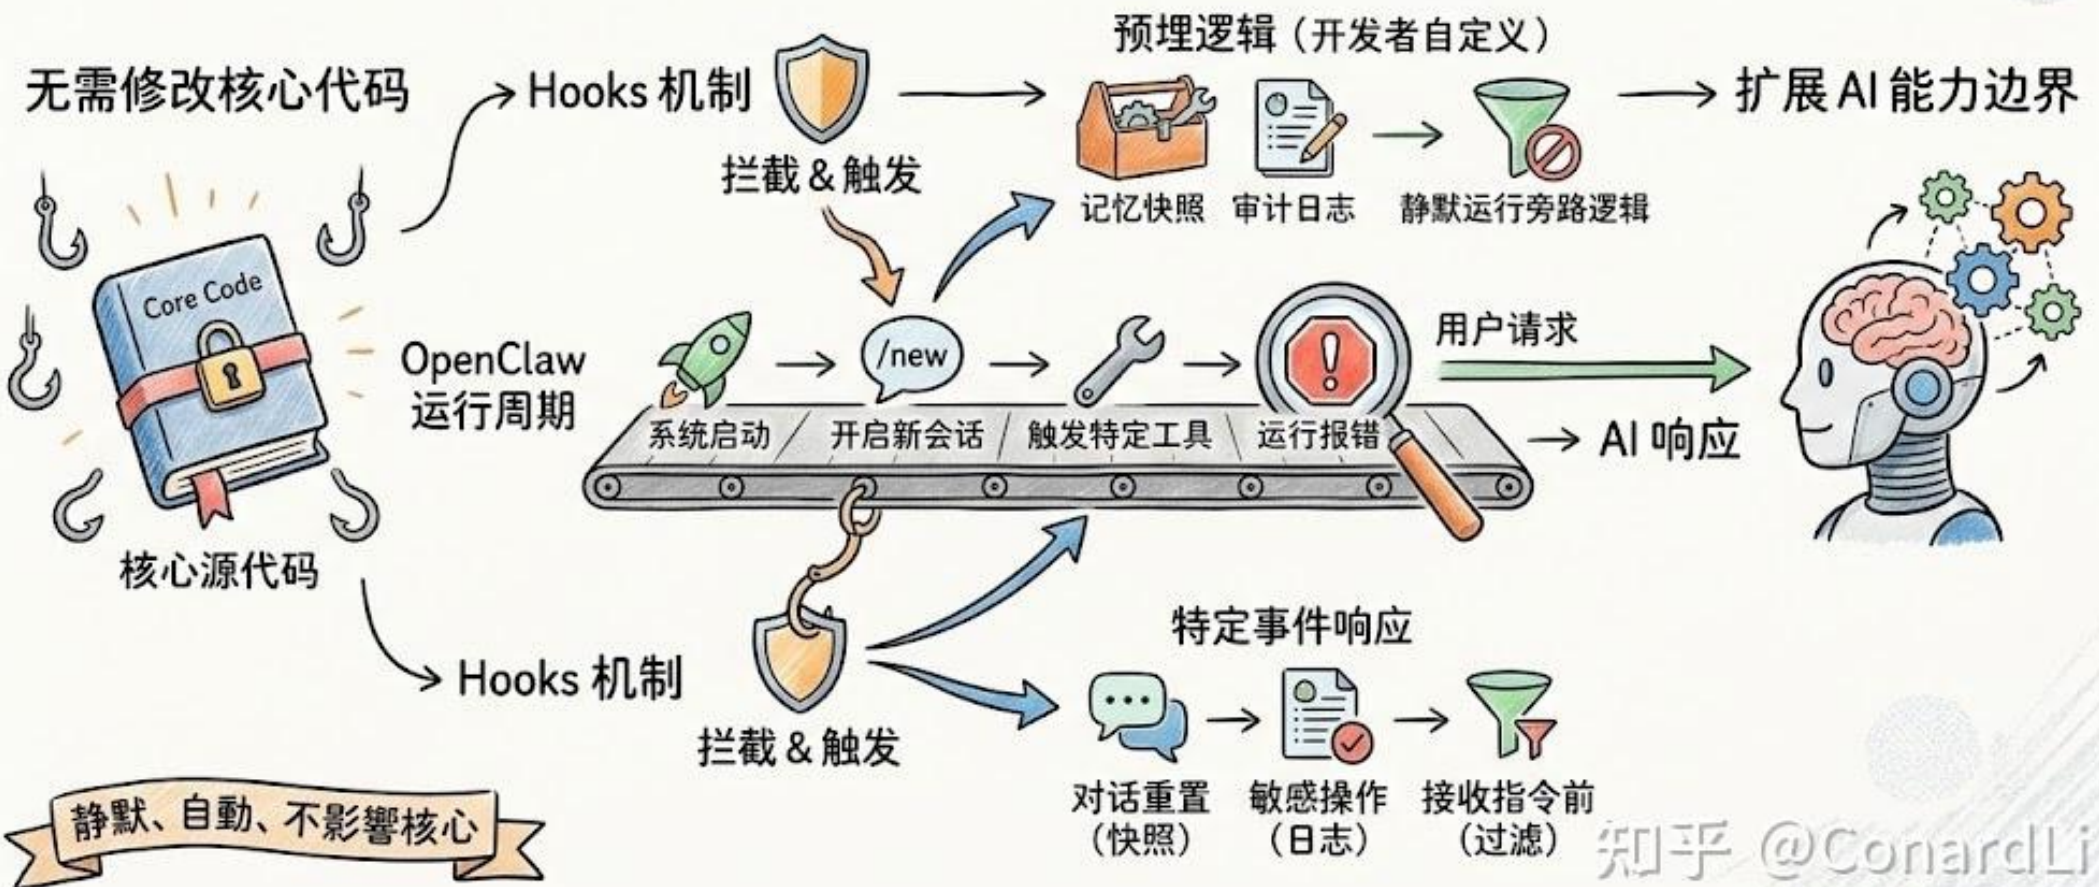 预埋逻辑（开发者自定义）
无需修改核心代码
Hooks 机制
扩展 AI 能力边界
拦截 & 触发
记忆快照
审计日志
静默运行旁路逻辑
Core Code
OpenClaw
运行周期
/new
用户请求
系统启动
开启新会话
触发特定工具
运行报错
AI 响应
核心源代码
Hooks 机制
拦截 & 触发
特定事件响应
对话重置
（快照）
敏感操作
（日志）
接收指令前
（过滤）
静默、自動、不影響核心
知乎 @ConardLi